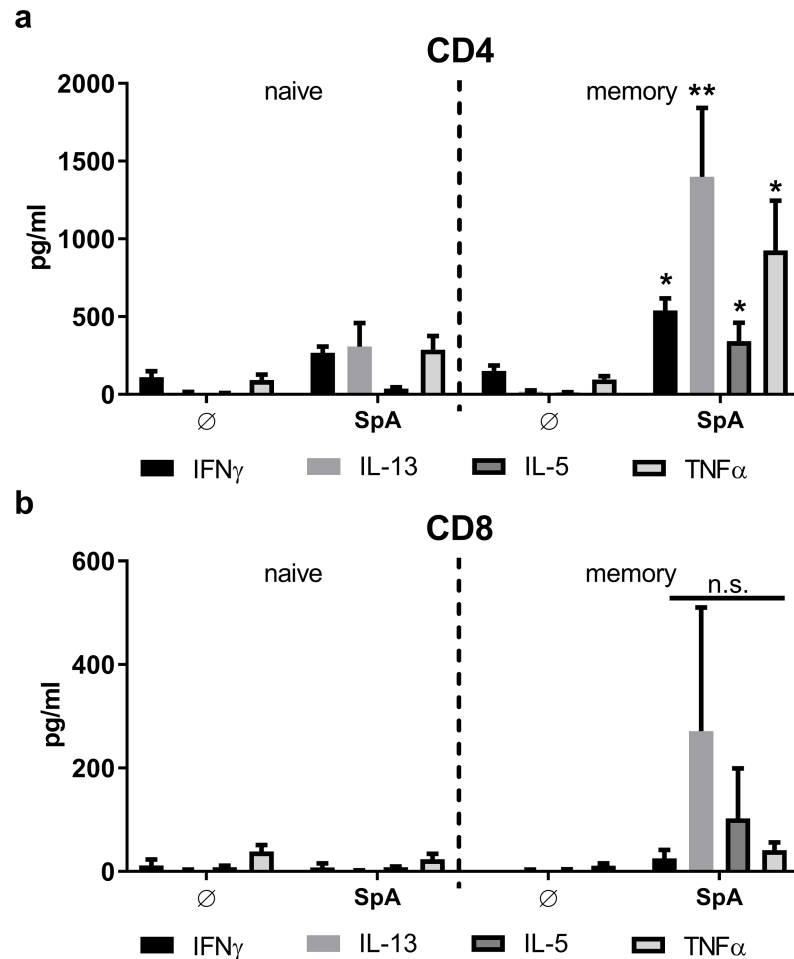 a
CD4
naive
memory
**
*
*
*
2000
1500
1000
500
0
pg/ml
∅ SpA ∅ SpA
IFNγ IL-13 IL-5 TNFα
b
CD8
naive
memory
n.s.
600
400
200
0
pg/ml
∅ SpA ∅ SpA
IFNγ IL-13 IL-5 TNFα